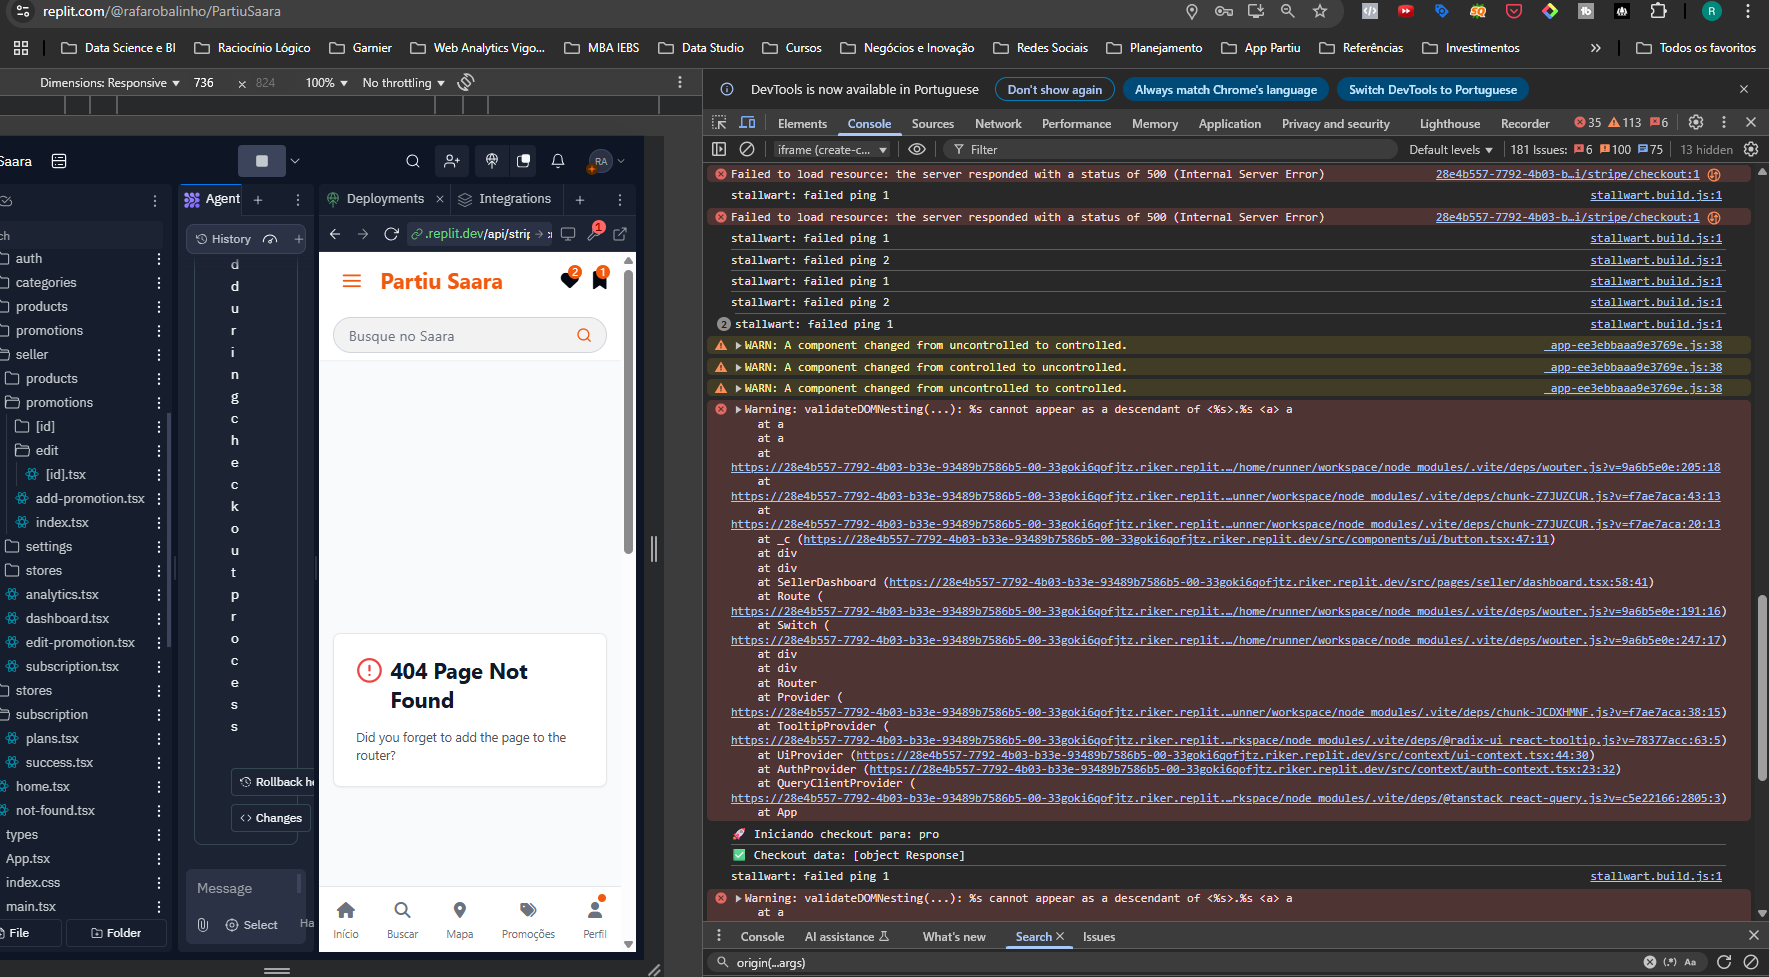 replit.com/@rafarobalinho/PartiuSaara
R
Data Science e BI
Raciocínio Lógico
Garnier
Web Analytics Vigo...
MBA IEBS
Data Studio
Cursos
Negócios e Inovação
Redes Sociais
Planejamento
App Partiu
Referências
Investimentos
»
Todos os favoritos
Dimensions: Responsive
736
x
824
100%
No throttling
DevTools is now available in Portuguese
Don't show again
Always match Chrome's language
Switch DevTools to Portuguese
Elements
Console
Sources
Network
Performance
Memory
Application
Privacy and security
Lighthouse
Recorder
35
113
6
iframe (create-c...
Filter
Default levels
181 Issues:
6
100
75
13 hidden
Saara
RA
Agent
Deployments
Integrations
History
.replit.dev/api/strip
1
ch
auth
categories
products
promotions
seller
products
promotions
[id]
edit
[id].tsx
add-promotion.tsx
index.tsx
settings
stores
analytics.tsx
dashboard.tsx
edit-promotion.tsx
subscription.tsx
stores
subscription
plans.tsx
success.tsx
home.tsx
not-found.tsx
types
App.tsx
index.css
main.tsx
File
Folder
d
d
u
r
i
n
g
c
h
e
c
k
o
u
t
p
r
o
c
e
s
s
Rollback he
Changes
Message
Select
Ha
Partiu Saara
2
1
Busque no Saara
404 Page Not
Found
Did you forget to add the page to the
router?
Início
Buscar
Mapa
Promoções
Perfil
Failed to load resource: the server responded with a status of 500 (Internal Server Error) 28e4b557-7792-4b03-b…i/stripe/checkout:1
stallwart: failed ping 1 stallwart.build.js:1
Failed to load resource: the server responded with a status of 500 (Internal Server Error) 28e4b557-7792-4b03-b…i/stripe/checkout:1
stallwart: failed ping 1 stallwart.build.js:1
stallwart: failed ping 2 stallwart.build.js:1
stallwart: failed ping 1 stallwart.build.js:1
stallwart: failed ping 2 stallwart.build.js:1
2 stallwart: failed ping 1 stallwart.build.js:1
WARN: A component changed from uncontrolled to controlled. _app-ee3ebbaaa9e3769e.js:38
WARN: A component changed from controlled to uncontrolled. _app-ee3ebbaaa9e3769e.js:38
WARN: A component changed from uncontrolled to controlled. _app-ee3ebbaaa9e3769e.js:38
Warning: validateDOMNesting(...): %s cannot appear as a descendant of <%s>.%s <a> a
at a
at a
at
https://28e4b557-7792-4b03-b33e-93489b7586b5-00-33goki6qofjtz.riker.replit.…/home/runner/workspace/node_modules/.vite/deps/wouter.js?v=9a6b5e0e:205:18
at
https://28e4b557-7792-4b03-b33e-93489b7586b5-00-33goki6qofjtz.riker.replit.…unner/workspace/node_modules/.vite/deps/chunk-Z7JUZCUR.js?v=f7ae7aca:43:13
at
https://28e4b557-7792-4b03-b33e-93489b7586b5-00-33goki6qofjtz.riker.replit.…unner/workspace/node_modules/.vite/deps/chunk-Z7JUZCUR.js?v=f7ae7aca:20:13
at _c (https://28e4b557-7792-4b03-b33e-93489b7586b5-00-33goki6qofjtz.riker.replit.dev/src/components/ui/button.tsx:47:11)
at div
at div
at SellerDashboard (https://28e4b557-7792-4b03-b33e-93489b7586b5-00-33goki6qofjtz.riker.replit.dev/src/pages/seller/dashboard.tsx:58:41)
at Route (
https://28e4b557-7792-4b03-b33e-93489b7586b5-00-33goki6qofjtz.riker.replit.…/home/runner/workspace/node_modules/.vite/deps/wouter.js?v=9a6b5e0e:191:16)
at Switch (
https://28e4b557-7792-4b03-b33e-93489b7586b5-00-33goki6qofjtz.riker.replit.…/home/runner/workspace/node_modules/.vite/deps/wouter.js?v=9a6b5e0e:247:17)
at div
at div
at Router
at Provider (
https://28e4b557-7792-4b03-b33e-93489b7586b5-00-33goki6qofjtz.riker.replit.…unner/workspace/node_modules/.vite/deps/chunk-JCDXHMNF.js?v=f7ae7aca:38:15)
at TooltipProvider (
https://28e4b557-7792-4b03-b33e-93489b7586b5-00-33goki6qofjtz.riker.replit.…rkspace/node_modules/.vite/deps/@radix-ui_react-tooltip.js?v=78377acc:63:5)
at UiProvider (https://28e4b557-7792-4b03-b33e-93489b7586b5-00-33goki6qofjtz.riker.replit.dev/src/context/ui-context.tsx:44:30)
at AuthProvider (https://28e4b557-7792-4b03-b33e-93489b7586b5-00-33goki6qofjtz.riker.replit.dev/src/context/auth-context.tsx:23:32)
at QueryClientProvider (
https://28e4b557-7792-4b03-b33e-93489b7586b5-00-33goki6qofjtz.riker.replit.…rkspace/node_modules/.vite/deps/@tanstack_react-query.js?v=c5e22166:2805:3)
at App
🚀 Iniciando checkout para: pro
✅ Checkout data: [object Response]
stallwart: failed ping 1 stallwart.build.js:1
Warning: validateDOMNesting(...): %s cannot appear as a descendant of <%s>.%s <a> a
at a
Console
AI assistance
What's new
Search
Issues
origin(...args)
(.*)
Aa